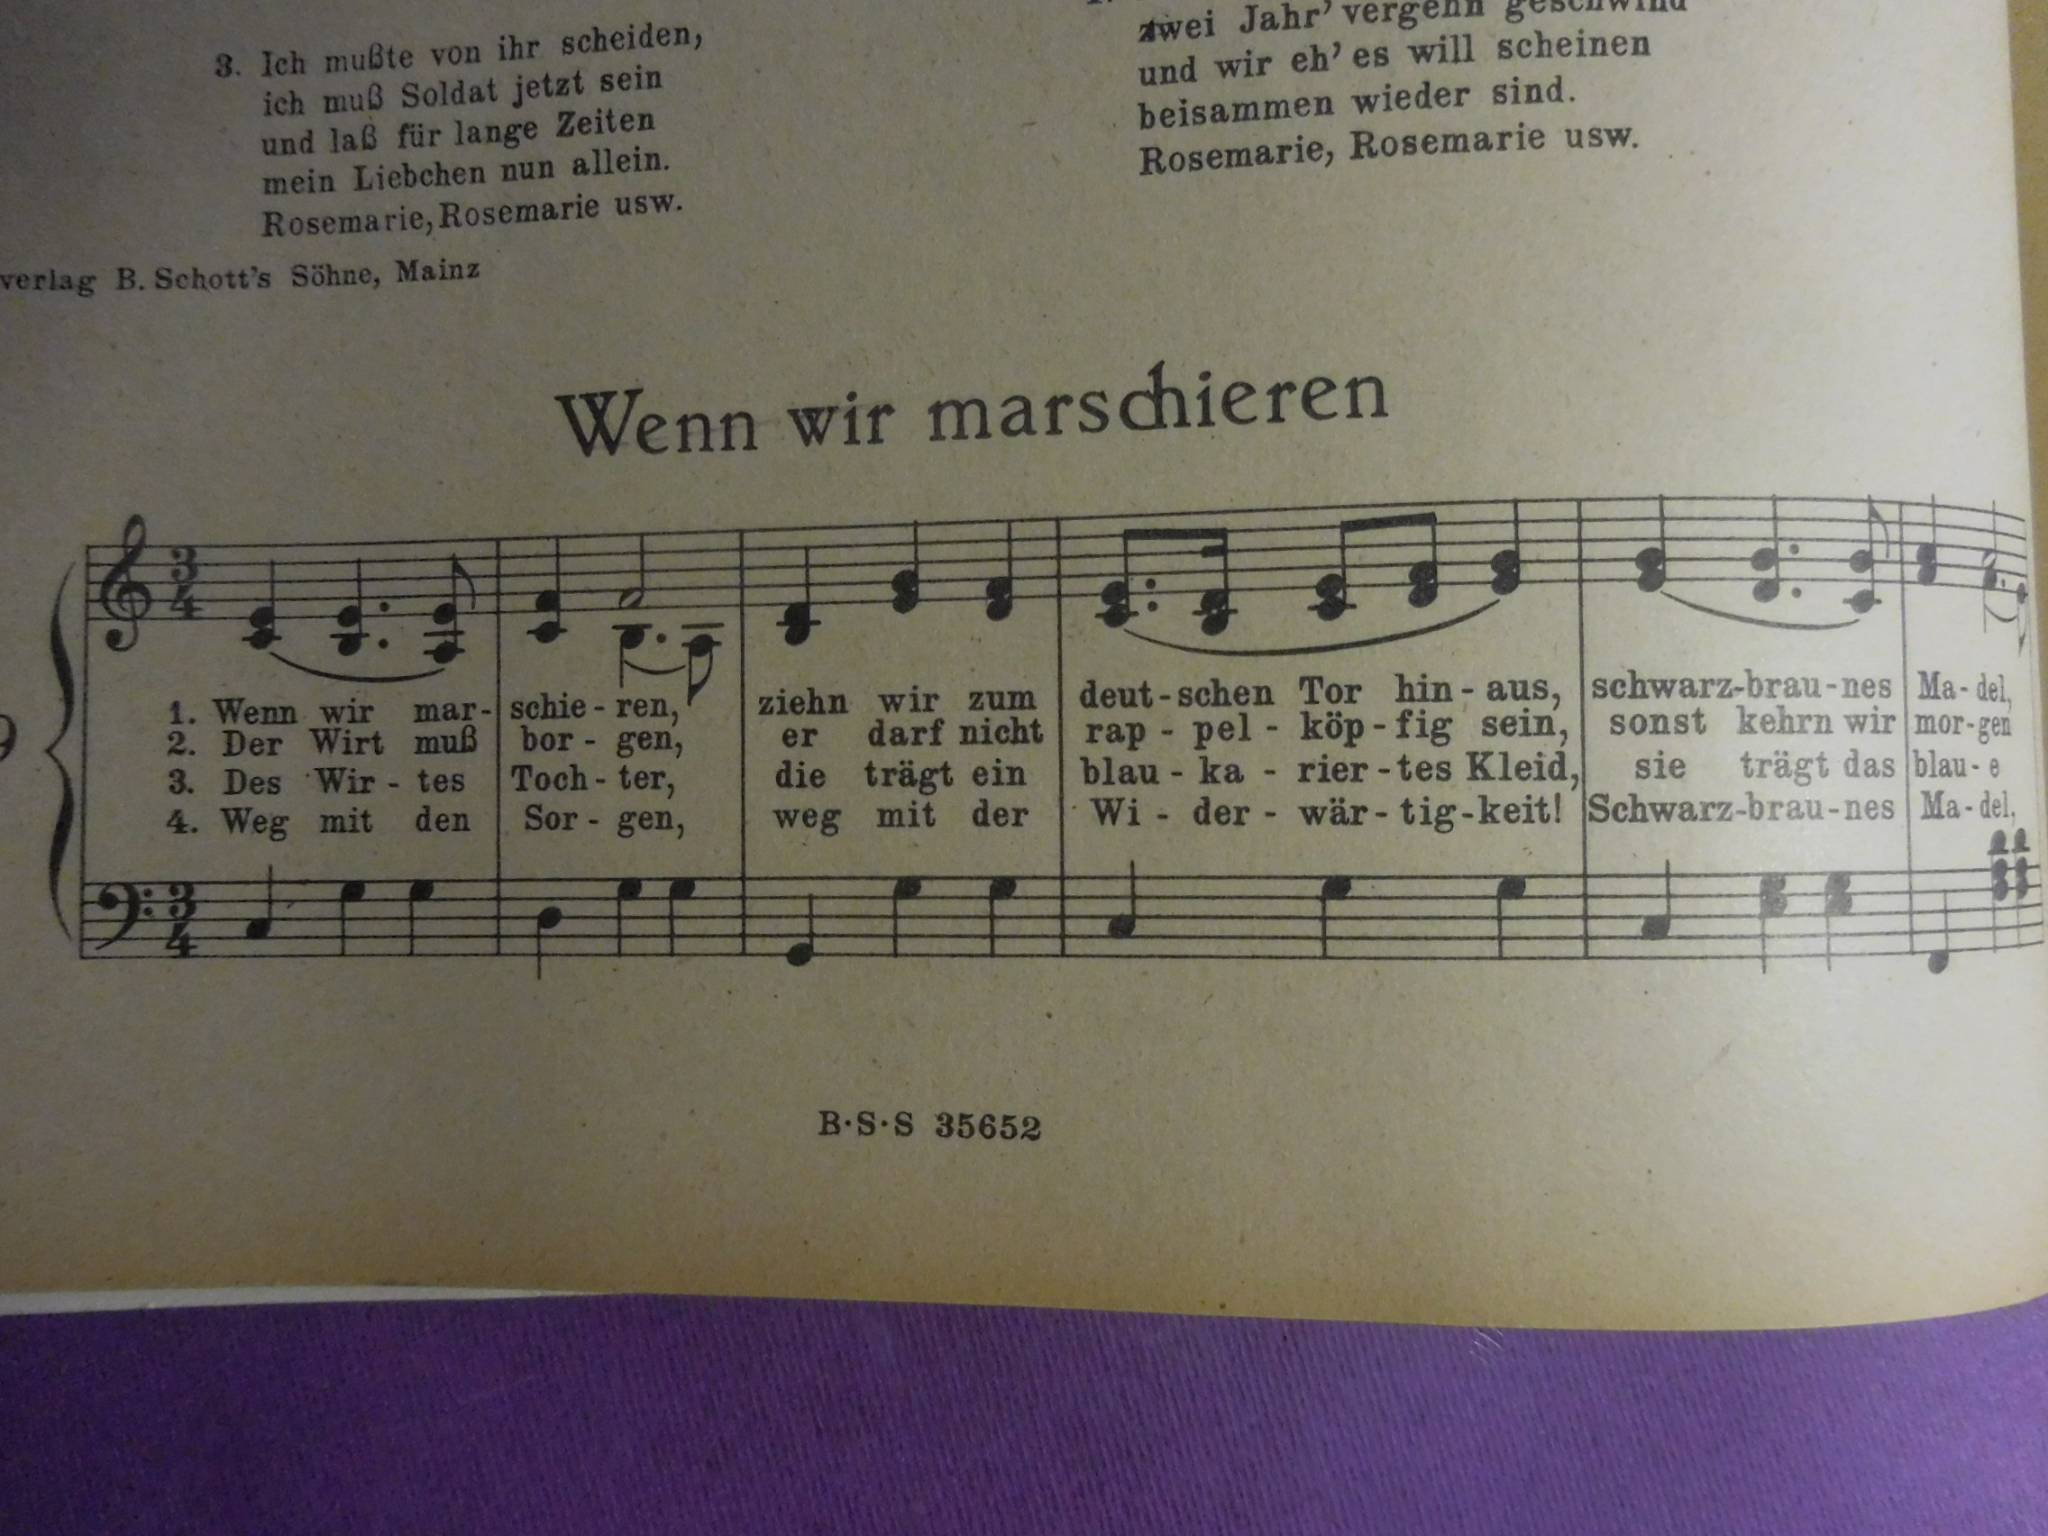 3. Ich mußte von ihr scheiden,
ich muß Soldat jetzt sein
und laß für lange Zeiten
mein Liebchen nun allein.
Rosemarie, Rosemarie usw.
zwei Jahr' vergehn geschwind
und wir eh' es will scheinen
beisammen wieder sind.
Rosemarie, Rosemarie usw.
verlag B. Schott's Söhne, Mainz
Wenn wir marschieren
3 4
1. Wenn wir mar- schie - ren, ziehn wir zum deut - schen Tor hin - aus, schwarz-brau - nes Ma - del,
2. Der Wirt muß bor - gen, er darf nicht rap - pel - köp - fig sein, sonst kehrn wir mor - gen
3. Des Wir - tes Toch - ter, die trägt ein blau - ka - rier - tes Kleid, sie trägt das blau - e
4. Weg mit den Sor - gen, weg mit der Wi - der - wär - tig - keit! Schwarz-brau - nes Ma - del,
3 4
B·S·S 35652